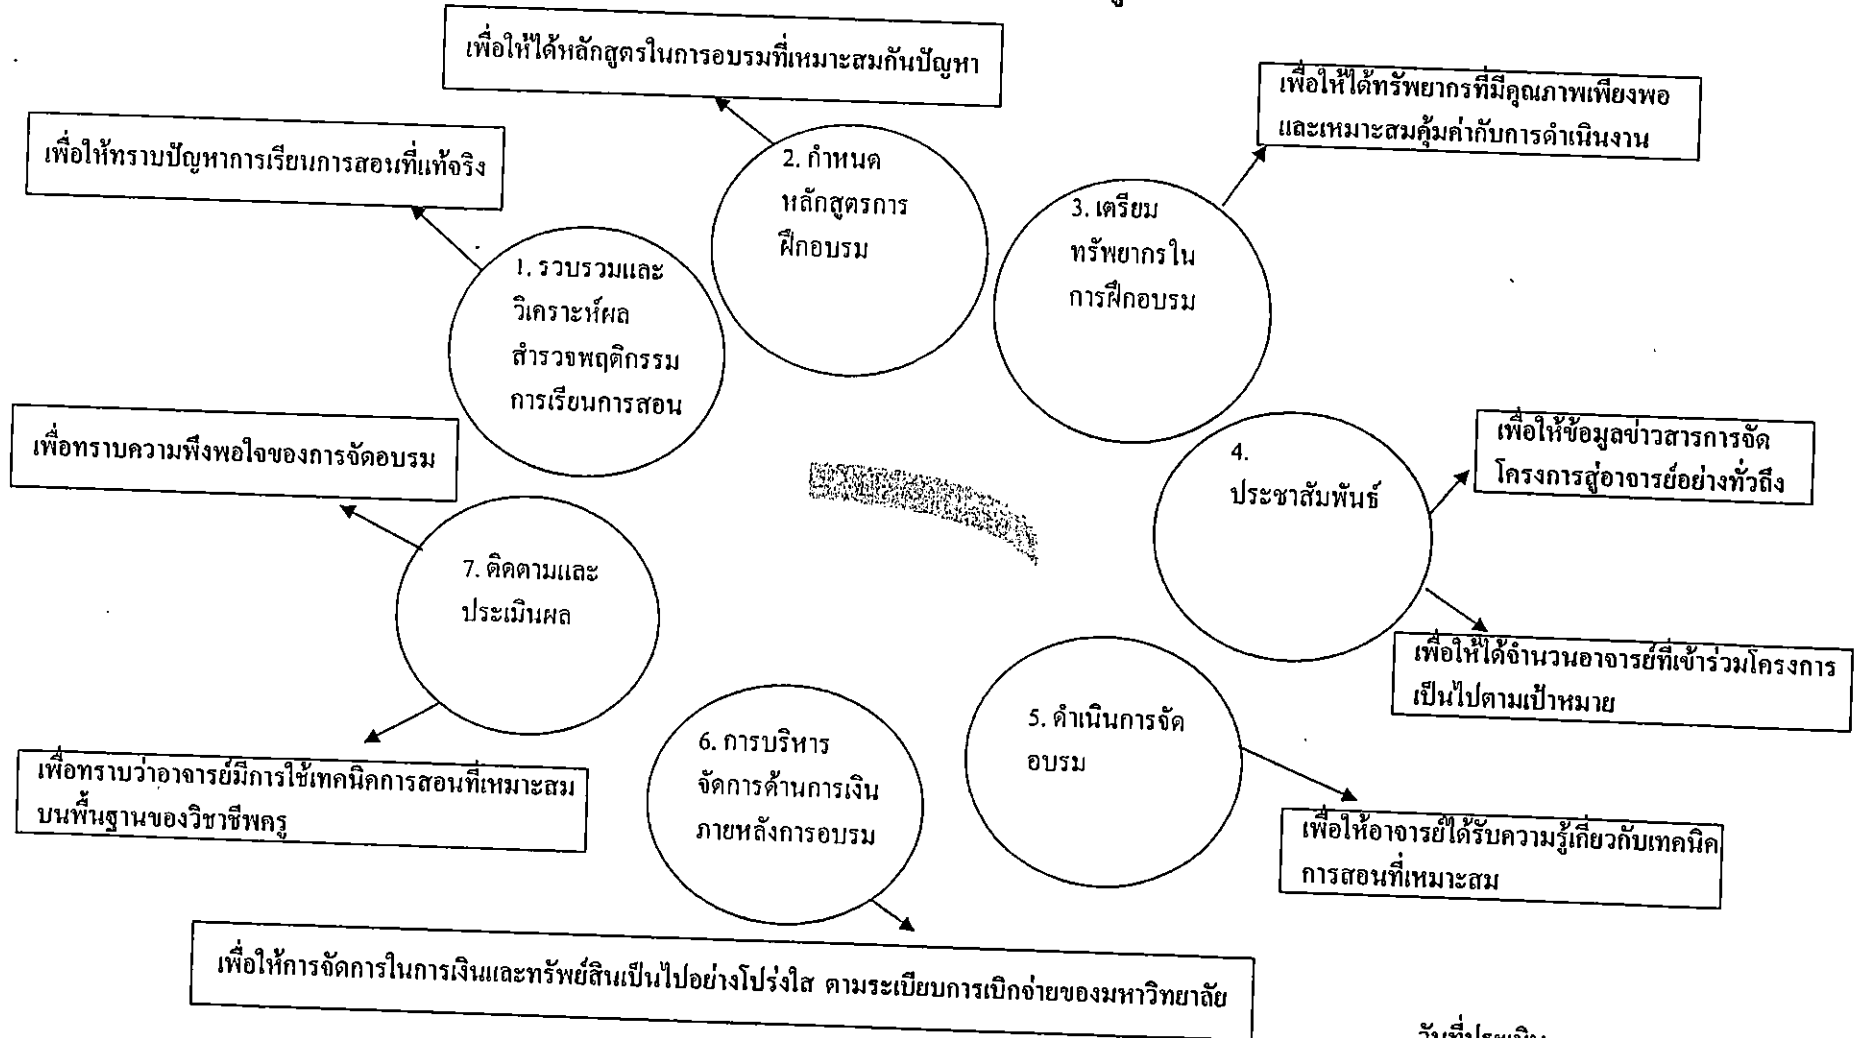 เพื่อให้ได้หลักสูตรในการอบรมที่เหมาะสมกันปัญหา
เพื่อให้ได้ทรัพยากรที่มีคุณภาพเพียงพอ
และเหมาะสมคุ้มค่ากับการดำเนินงาน
เพื่อให้ทราบปัญหาการเรียนการสอนที่แท้จริง
2. กำหนด
หลักสูตรการ
ฝึกอบรม
3. เตรียม
ทรัพยากรใน
การฝึกอบรม
1. รวบรวมและ
วิเคราะห์ผล
สำรวจพฤติกรรม
การเรียนการสอน
เพื่อทราบความพึงพอใจของการจัดอบรม
4.
ประชาสัมพันธ์
เพื่อให้ข้อมูลข่าวสารการจัด
โครงการสู่อาจารย์อย่างทั่วถึง
7. ติดตามและ
ประเมินผล
เพื่อให้ได้จำนวนอาจารย์ที่เข้าร่วมโครงการ
เป็นไปตามเป้าหมาย
5. ดำเนินการจัด
อบรม
6. การบริหาร
จัดการด้านการเงิน
ภายหลังการอบรม
เพื่อทราบว่าอาจารย์มีการใช้เทคนิคการสอนที่เหมาะสม
บนพื้นฐานของวิชาชีพครู
เพื่อให้อาจารย์ได้รับความรู้เกี่ยวกับเทคนิค
การสอนที่เหมาะสม
เพื่อให้การจัดการในการเงินและทรัพย์สินเป็นไปอย่างโปร่งใส ตามระเบียบการเบิกจ่ายของมหาวิทยาลัย
วันที่ประเมิน